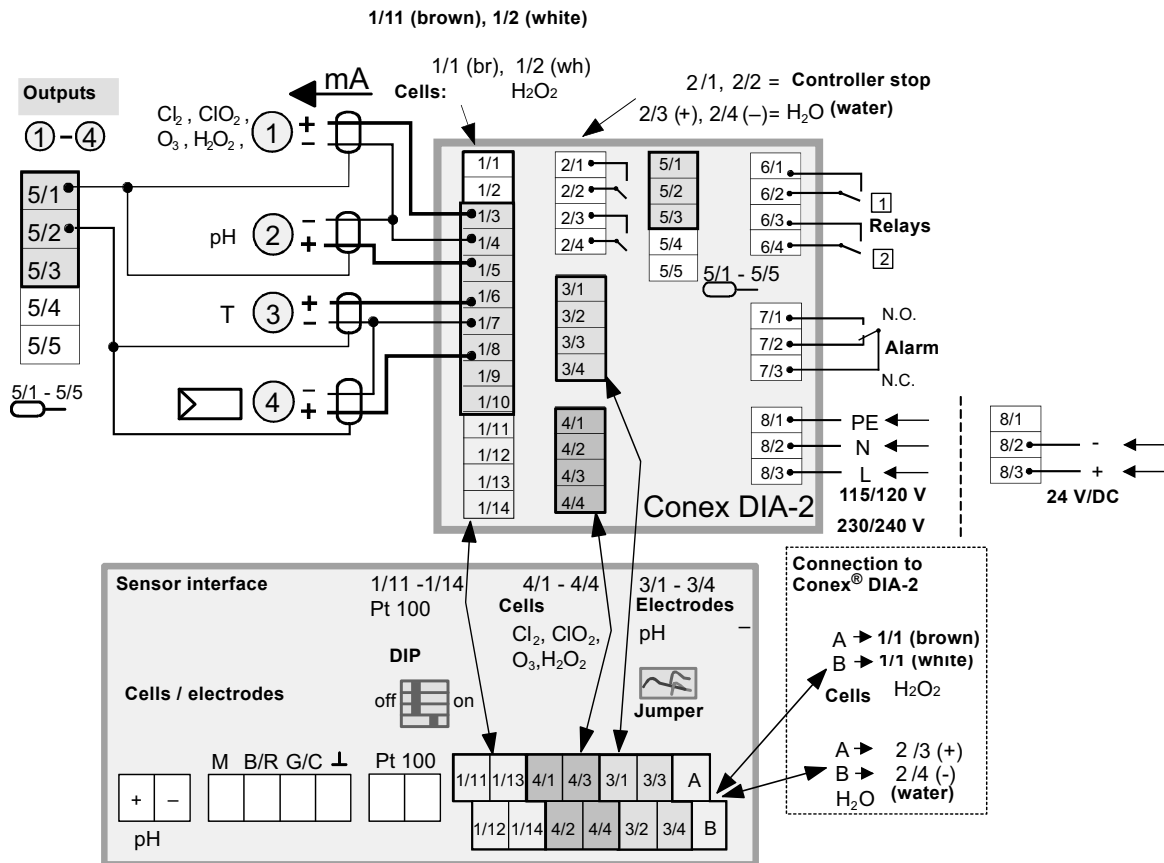 1/11 (brown), 1/2 (white)
1/1 (br), 1/2 (wh)
Cells: H₂O₂
2/1, 2/2 = Controller stop
2/3 (+), 2/4 (–)= H₂O (water)
mA
Outputs
1 – 4
Cl₂ , ClO₂ ,
O₃ , H₂O₂ ,
1 + –
pH 2 – +
T 3 + –
4 – +
5/1
5/2
5/3
5/4
5/5
5/1 - 5/5
1/1
1/2
1/3
1/4
1/5
1/6
1/7
1/8
1/9
1/10
1/11
1/12
1/13
1/14
2/1
2/2
2/3
2/4
3/1
3/2
3/3
3/4
4/1
4/2
4/3
4/4
5/1
5/2
5/3
5/4
5/5
5/1 - 5/5
6/1
6/2
6/3
6/4
1
Relays
2
7/1
7/2
7/3
N.O.
Alarm
N.C.
8/1 PE
8/2 N
8/3 L
115/120 V
230/240 V
8/1
8/2 -
8/3 +
24 V/DC
Conex DIA-2
Sensor interface
1/11 -1/14
Pt 100
4/1 - 4/4
Cells
Cl₂, ClO₂,
O₃,H₂O₂
3/1 - 3/4
Electrodes
pH –
DIP
off on
Jumper
Cells / electrodes
M B/R G/C ⊥ Pt 100
+ –
pH
1/11 1/13 4/1 4/3 3/1 3/3 A
1/12 1/14 4/2 4/4 3/2 3/4 B
Connection to
Conex® DIA-2
A 1/1 (brown)
B 1/1 (white)
Cells H₂O₂
A 2 /3 (+)
B 2 /4 (-)
H₂O (water)